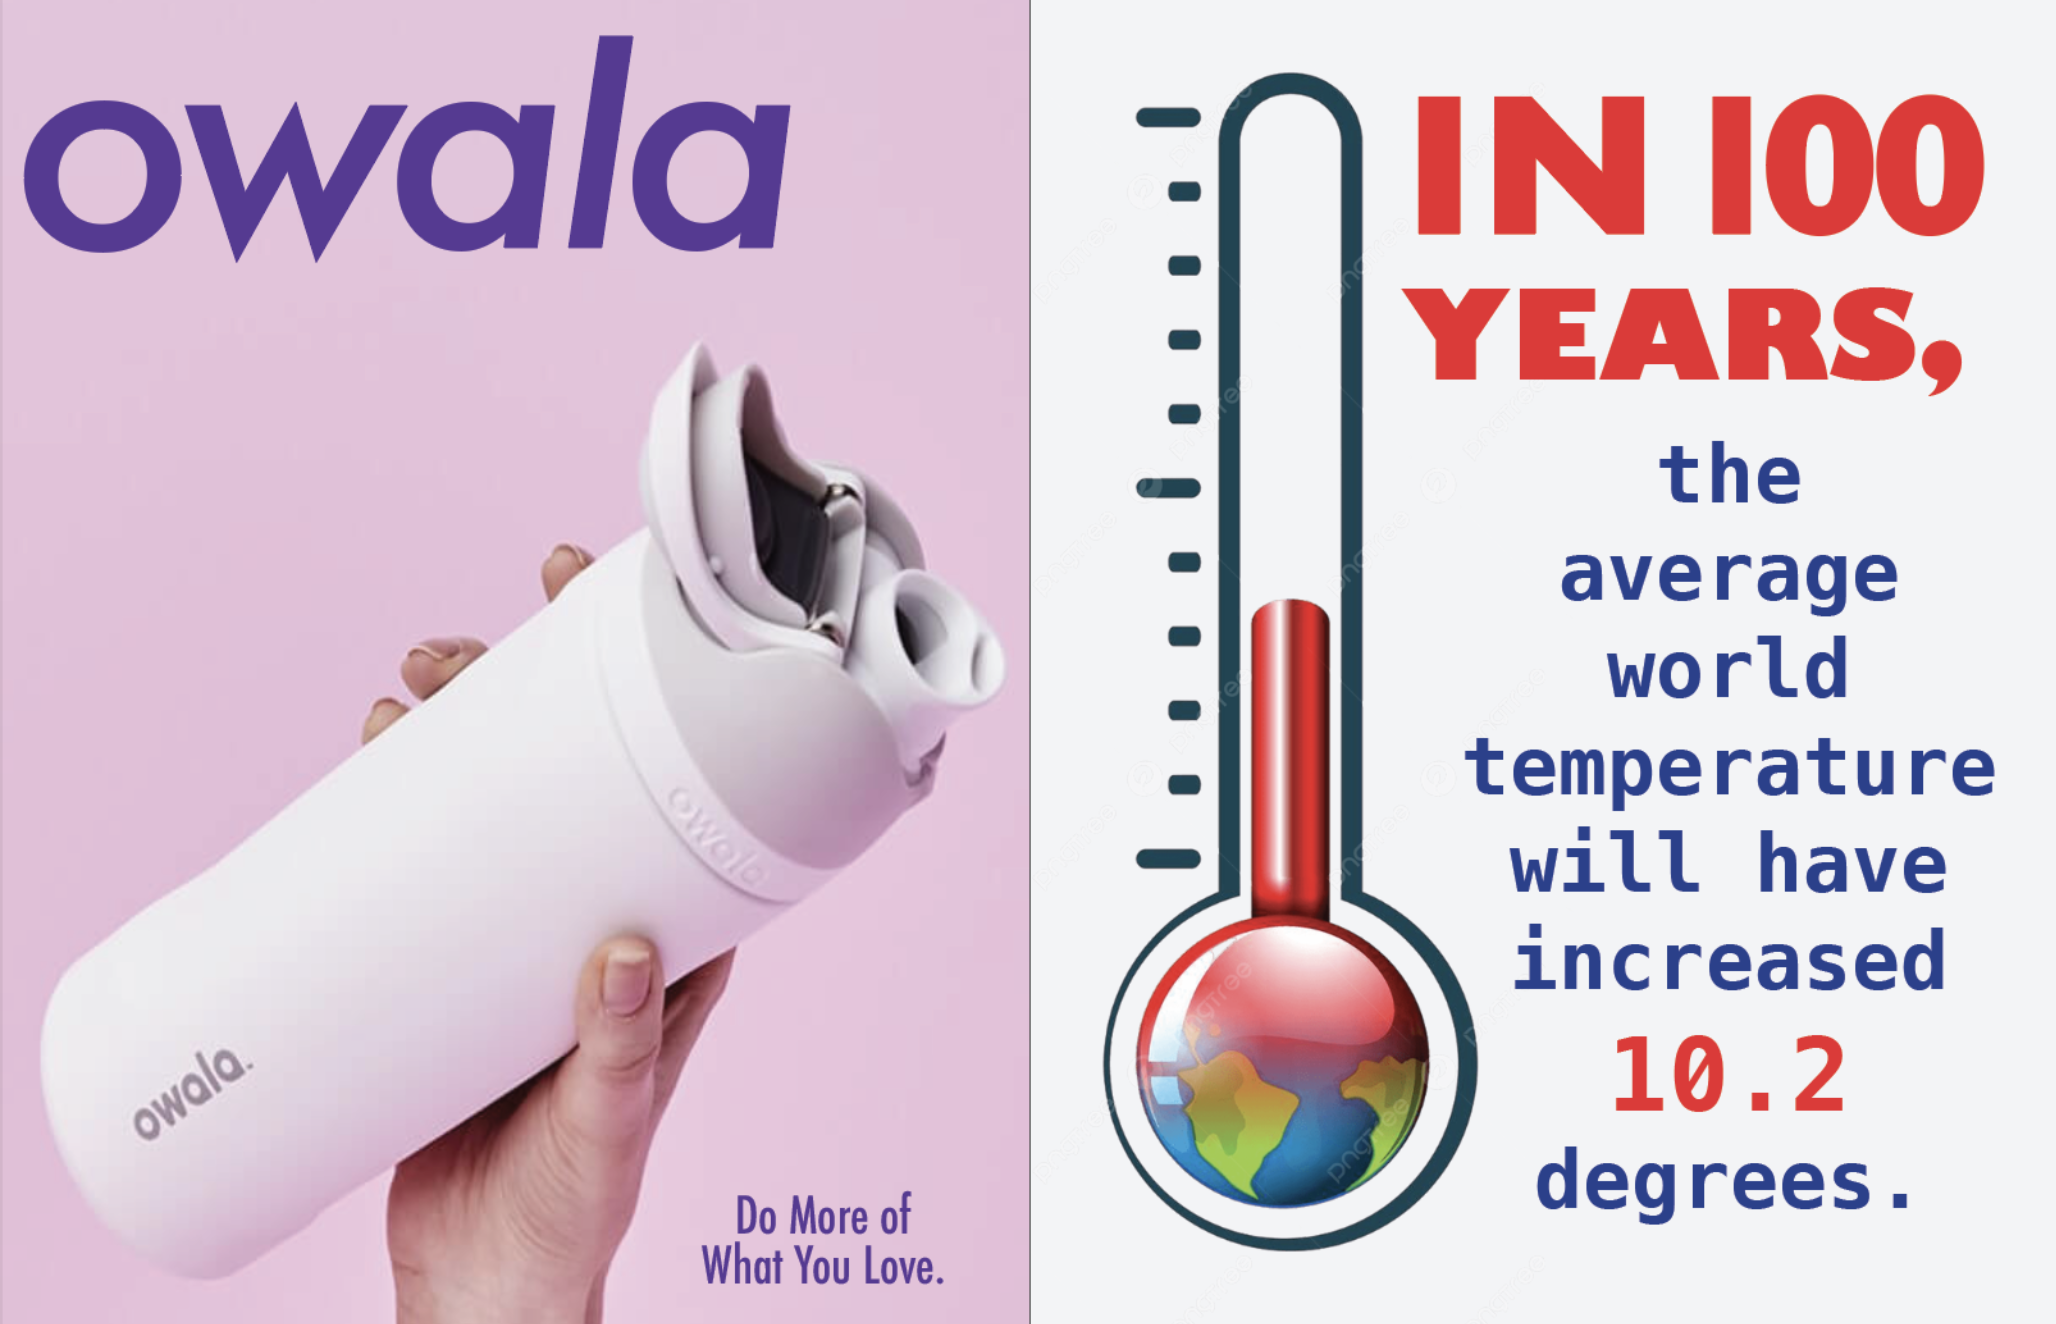 owala
owala
owala.
Do More of
What You Love.
IN 100
YEARS,
the
average
world
temperature
will have
increased
10.2
degrees.
pngtree